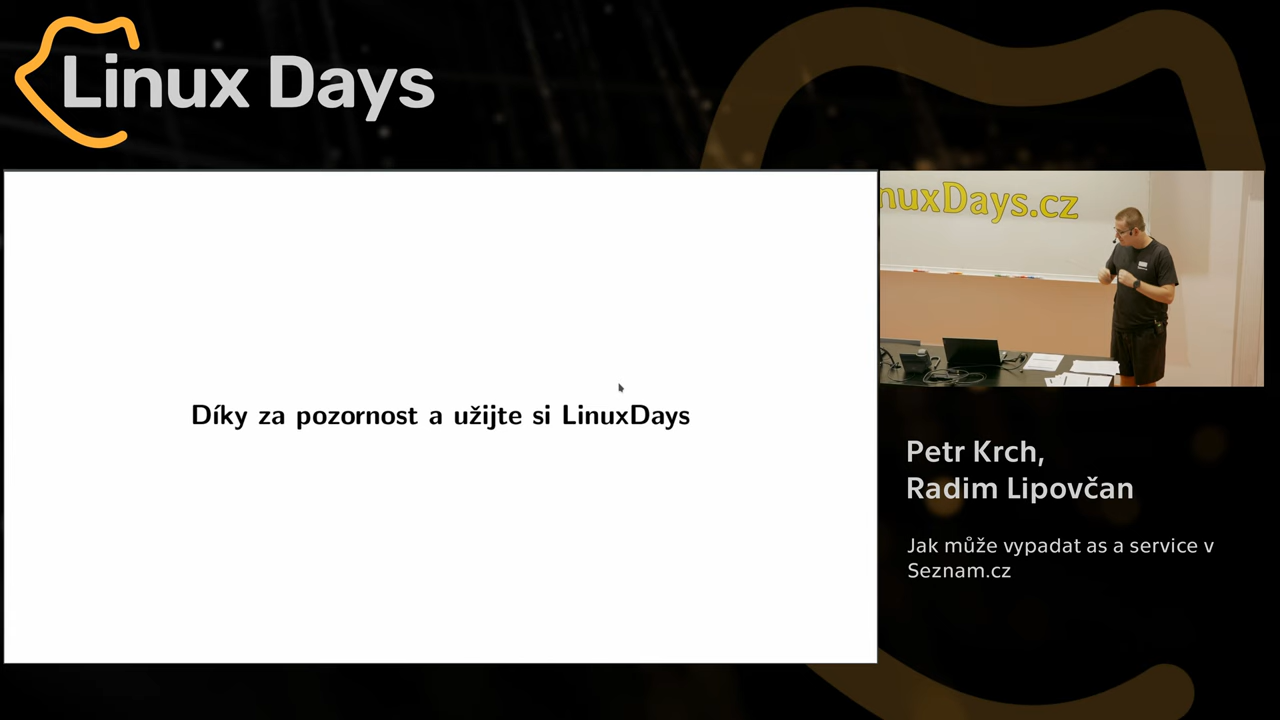 Linux Days
nuxDays.cz
Díky za pozornost a užijte si LinuxDays
Petr Krch,
Radim Lipovčan
Jak může vypadat as a service v
Seznam.cz